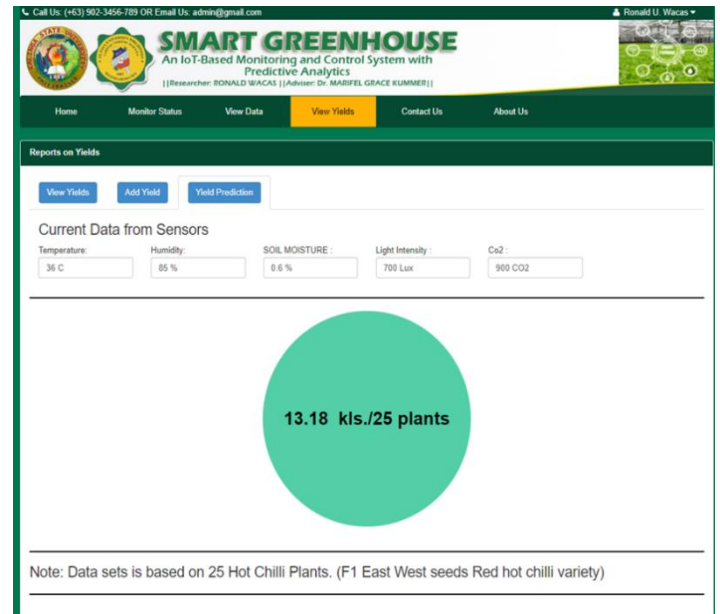 Call Us: (+63) 902-3456-789 OR Email Us: admin@gmail.com
Ronald U. Wacas
SMART GREENHOUSE
An IoT-Based Monitoring and Control System with
Predictive Analytics
||Researcher: RONALD WACAS ||Adviser: Dr. MARIFEL GRACE KUMMER||
Home Monitor Status View Data View Yields Contact Us About Us
Reports on Yields
View Yields Add Yield Yield Prediction
Current Data from Sensors
Temperature: Humidity: SOIL MOISTURE : Light Intensity : Co2 :
36 C 85 % 0.6 % 700 Lux 900 CO2
13.18 kls./25 plants
Note: Data sets is based on 25 Hot Chilli Plants. (F1 East West seeds Red hot chilli variety)